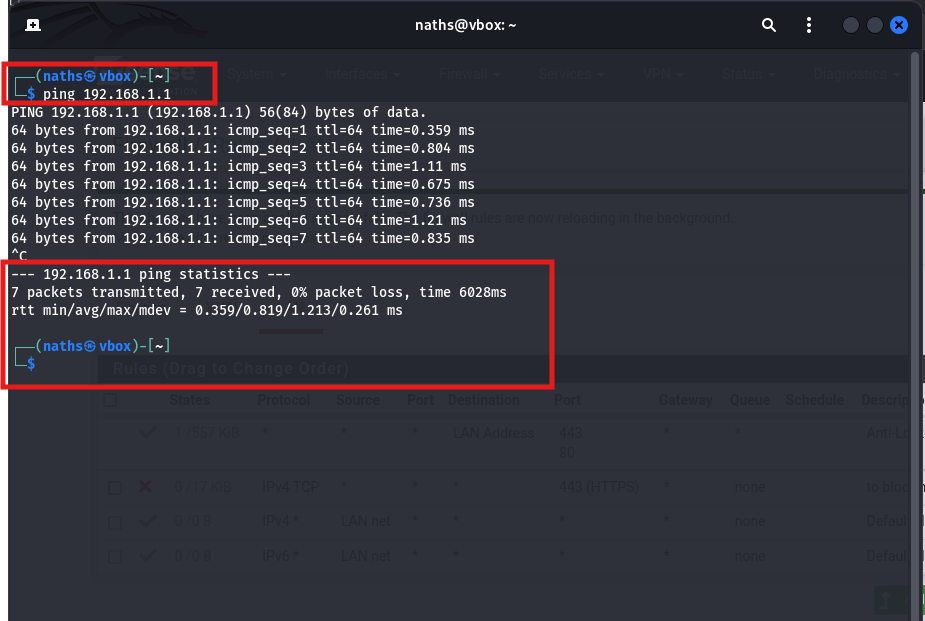 naths@vbox: ~
System Interfaces Firewall Services VPN Status Diagnostics
┌──(naths㉿vbox)-[~]
└─$ ping 192.168.1.1
PING 192.168.1.1 (192.168.1.1) 56(84) bytes of data.
64 bytes from 192.168.1.1: icmp_seq=1 ttl=64 time=0.359 ms
64 bytes from 192.168.1.1: icmp_seq=2 ttl=64 time=0.804 ms
64 bytes from 192.168.1.1: icmp_seq=3 ttl=64 time=1.11 ms
64 bytes from 192.168.1.1: icmp_seq=4 ttl=64 time=0.675 ms
64 bytes from 192.168.1.1: icmp_seq=5 ttl=64 time=0.736 ms
64 bytes from 192.168.1.1: icmp_seq=6 ttl=64 time=1.21 ms
rules are now reloading in the background.
64 bytes from 192.168.1.1: icmp_seq=7 ttl=64 time=0.835 ms
^C
--- 192.168.1.1 ping statistics ---
7 packets transmitted, 7 received, 0% packet loss, time 6028ms
rtt min/avg/max/mdev = 0.359/0.819/1.213/0.261 ms
┌──(naths㉿vbox)-[~]
└─$
Rules (Drag to Change Order)
States Protocol Source Port Destination Port Gateway Queue Schedule Descrip
1 /557 KiB * * * LAN Address 443 * * Anti-Lo
80
0 /17 KiB IPv4 TCP * * * 443 (HTTPS) * none to bloc
0 /0 B IPv4 * LAN net * * * * none Defaul
0 /0 B IPv6 * LAN net * * * * none Defaul